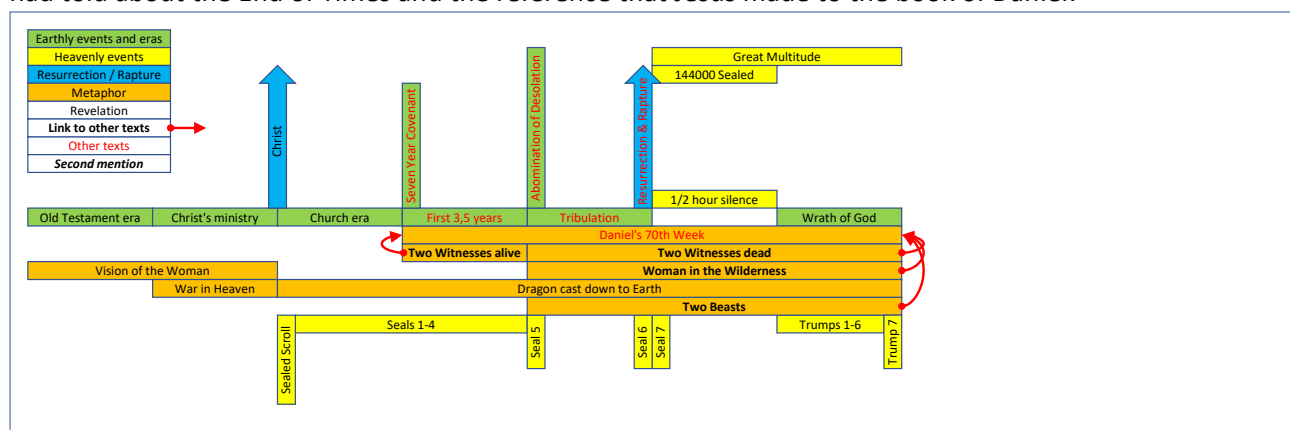 had told about the End of Times and the reference that Jesus made to the book of Daniel.
Earthly events and eras
Heavenly events
Resurrection / Rapture
Metaphor
Revelation
Link to other texts
Other texts
Second mention
Christ
Seven Year Covenant
Abomination of Desolation
Resurrection & Rapture
Great Multitude
144000 Sealed
1/2 hour silence
Old Testament era
Christ's ministry
Church era
First 3,5 years
Tribulation
Wrath of God
Daniel's 70th Week
Two Witnesses alive
Two Witnesses dead
Woman in the Wilderness
Vision of the Woman
War in Heaven
Dragon cast down to Earth
Two Beasts
Sealed Scroll
Seals 1-4
Seal 5
Seal 6
Seal 7
Trumps 1-6
Trump 7